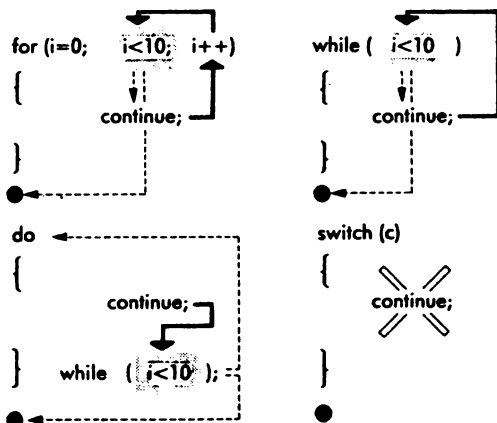 for (i=0; i<10; i++)
{
continue;
}
while ( i<10 )
{
continue;
}
do
{
continue;
} while ( i<10 );
switch (c)
{
continue;
}